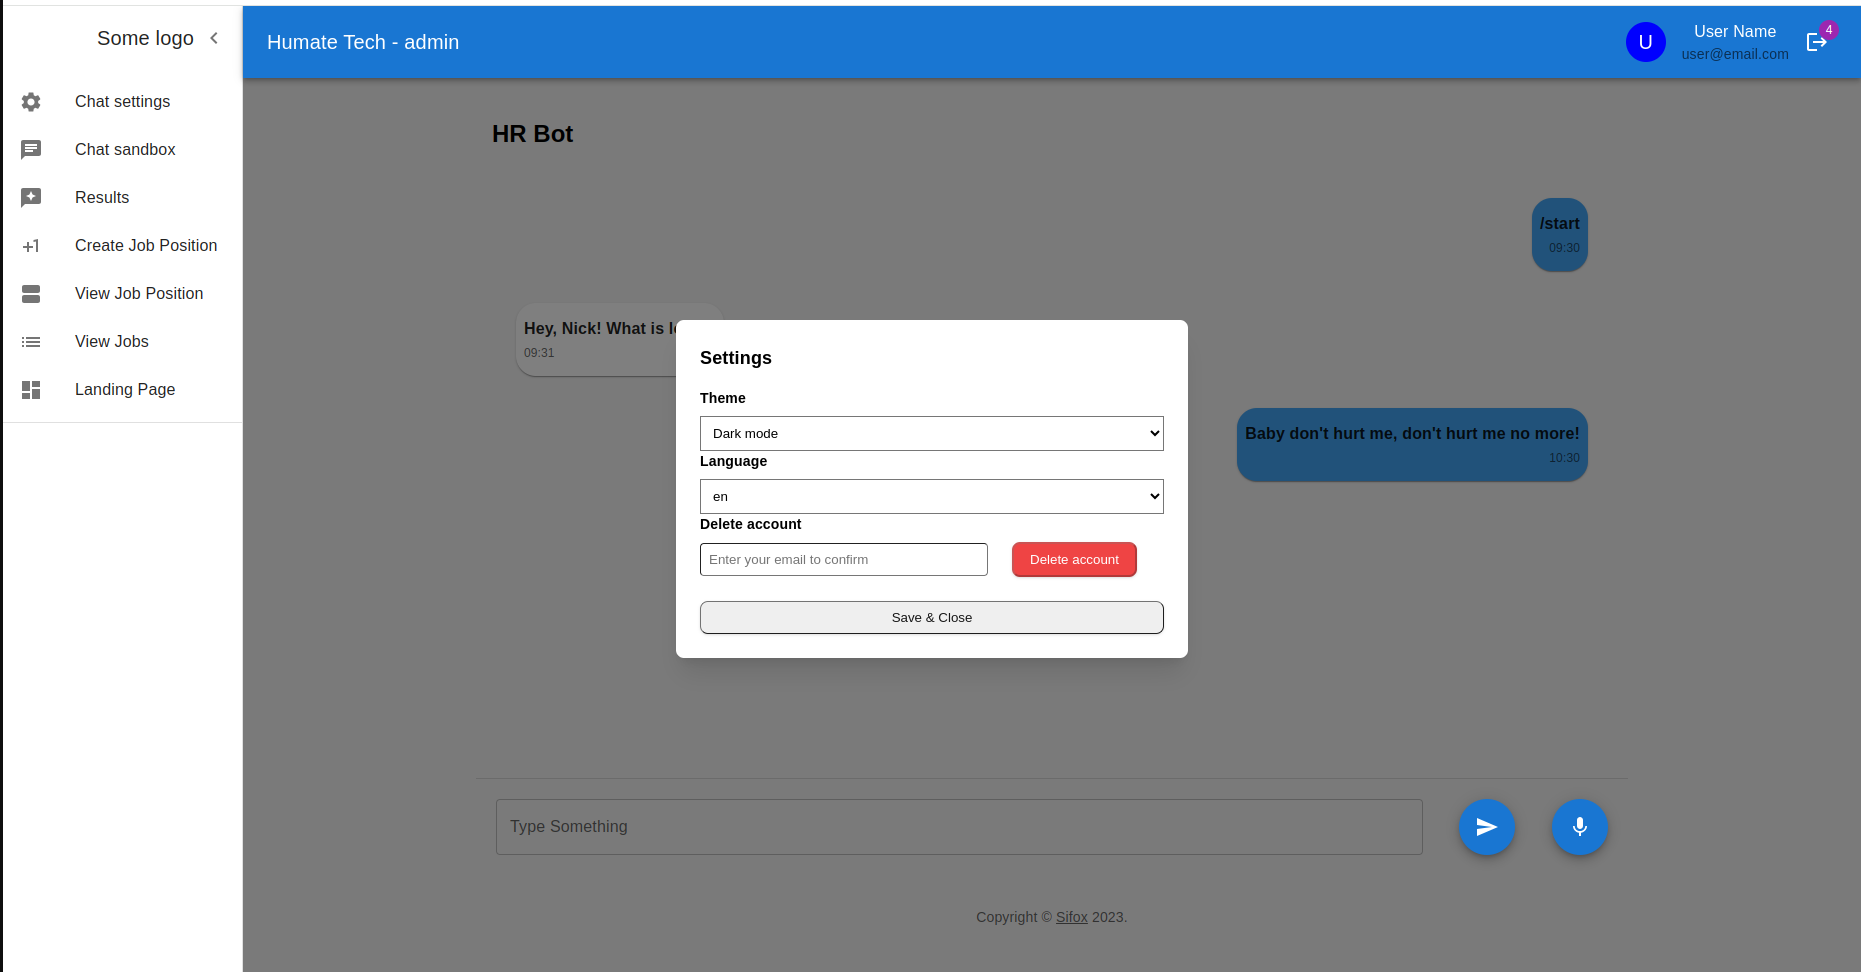 Some logo
Humate Tech - admin
U
User Name
user@email.com
4
Chat settings
Chat sandbox
Results
+1
Create Job Position
View Job Position
View Jobs
Landing Page
HR Bot
/start
09:30
Hey, Nick! What is
09:31
Baby don't hurt me, don't hurt me no more!
10:30
Settings
Theme
Dark mode
Language
en
Delete account
Enter your email to confirm
Delete account
Save & Close
Type Something
Copyright © Sifox 2023.